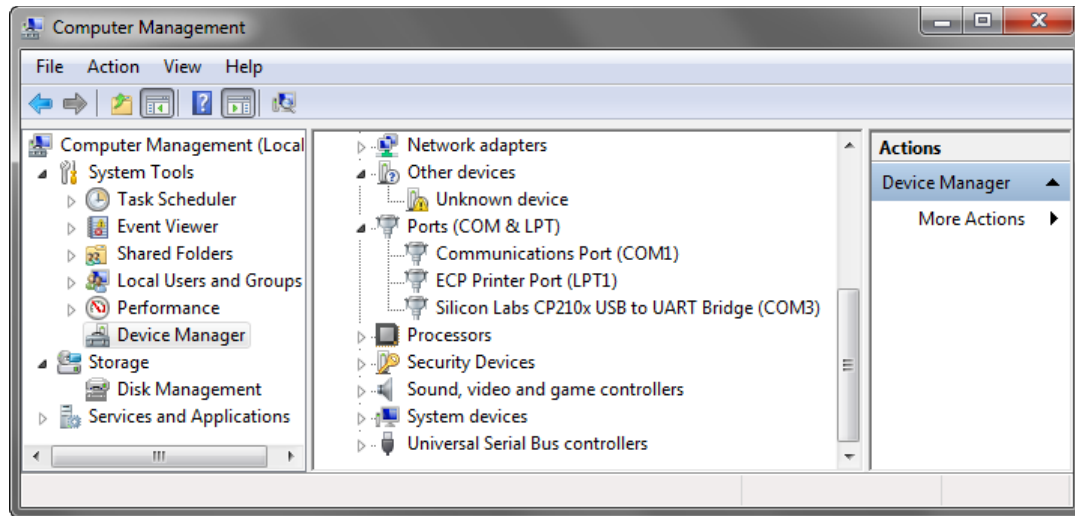 Computer Management
File Action View Help
Computer Management (Local
System Tools
Task Scheduler
Event Viewer
Shared Folders
Local Users and Groups
Performance
Device Manager
Storage
Disk Management
Services and Applications
Network adapters
Other devices
Unknown device
Ports (COM & LPT)
Communications Port (COM1)
ECP Printer Port (LPT1)
Silicon Labs CP210x USB to UART Bridge (COM3)
Processors
Security Devices
Sound, video and game controllers
System devices
Universal Serial Bus controllers
Actions
Device Manager
More Actions